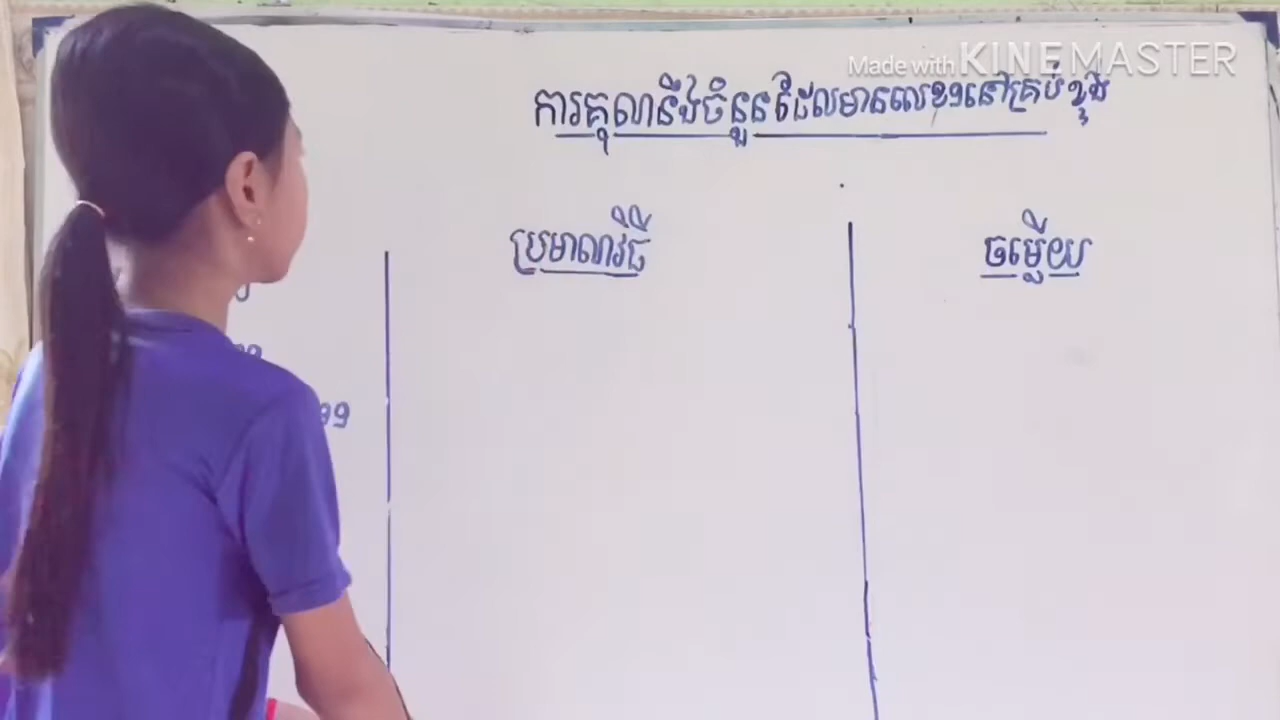 Made with KINEMASTER
ការគុណនឹងចំនួនដែលមានលេខ១នៅគ្រប់ខ្ទង់
ប្រមាណវិធី
ចម្លើយ